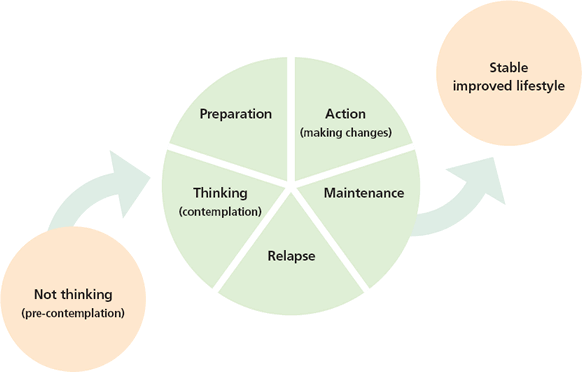 Stable
improved lifestyle
Preparation
Action
(making changes)
Thinking
(contemplation)
Maintenance
Relapse
Not thinking
(pre-contemplation)